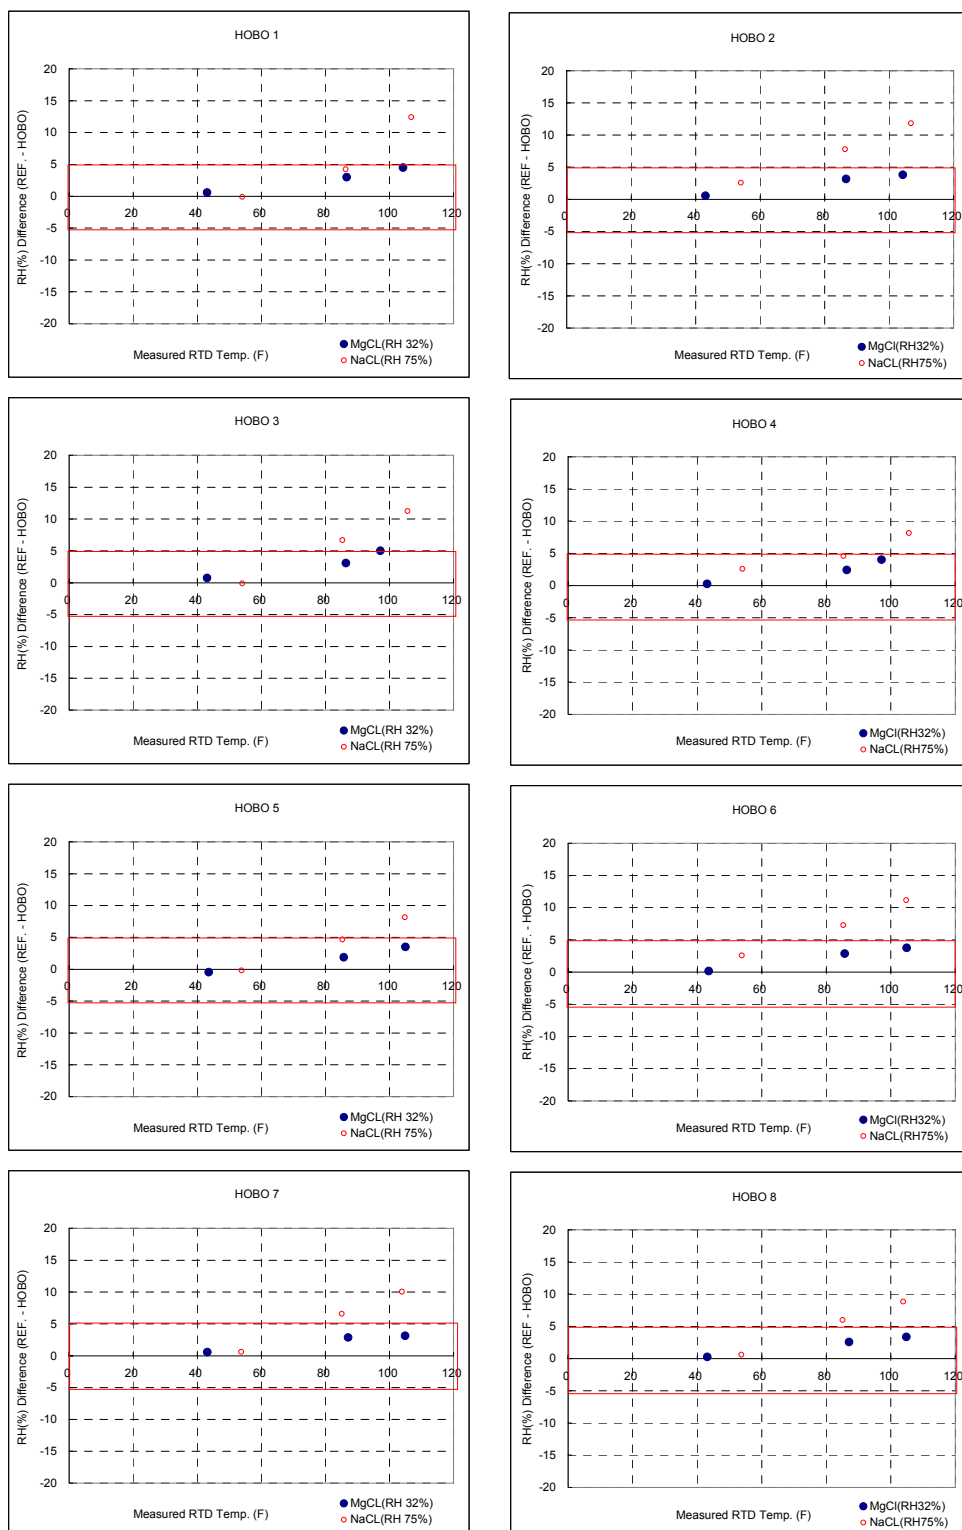 HOBO 1
20
15
10
5
0
-5
-10
-15
-20
0 20 40 60 80 100 120
RH(%) Difference (REF. - HOBO)
Measured RTD Temp. (F)
MgCL(RH 32%)
NaCL(RH 75%)
HOBO 2
20
15
10
5
0
-5
-10
-15
-20
0 20 40 60 80 100 120
RH(%) Difference (REF - HOBO)
Measured RTD Temp. (F)
MgCl(RH32%)
NaCL(RH75%)
HOBO 3
20
15
10
5
0
-5
-10
-15
-20
0 20 40 60 80 100 120
RH(%) Difference (REF - HOBO)
Measured RTD Temp. (F)
MgCL(RH 32%)
NaCL(RH 75%)
HOBO 4
20
15
10
5
0
-5
-10
-15
-20
0 20 40 60 80 100 120
RH(%) Difference (REF. - HOBO)
Measured RTD Temp. (F)
MgCl(RH32%)
NaCL(RH75%)
HOBO 5
20
15
10
5
0
-5
-10
-15
-20
0 20 40 60 80 100 120
RH(%) Difference (REF. - HOBO)
Measured RTD Temp. (F)
MgCL(RH 32%)
NaCL(RH 75%)
HOBO 6
20
15
10
5
0
-5
-10
-15
-20
0 20 40 60 80 100 120
RH(%) Difference (REF. - HOBO)
Measured RTD Temp. (F)
MgCl(RH32%)
NaCL(RH75%)
HOBO 7
20
15
10
5
0
-5
-10
-15
-20
0 20 40 60 80 100 120
RH(%) Difference (REF. - HOBO)
Measured RTD Temp. (F)
MgCL(RH 32%)
NaCL(RH 75%)
HOBO 8
20
15
10
5
0
-5
-10
-15
-20
0 20 40 60 80 100 120
RH(%) Difference (REF - HOBO)
Measured RTD Temp. (F)
MgCl(RH32%)
NaCL(RH75%)